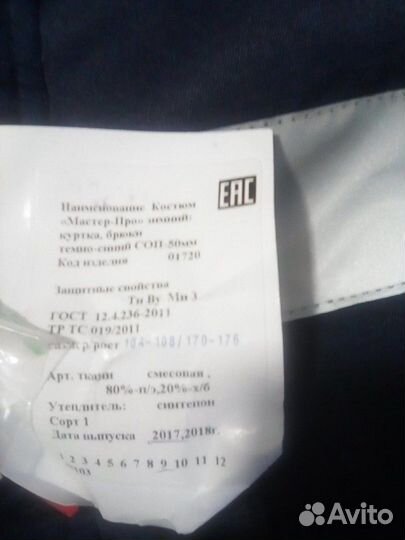 Наименование Костюм
«Мастер-Про» зимний:
куртка, брюки
темно-синий СОП-50мм
Код изделия 01720
EAC
Защитные свойства
Тн Ву Ми 3
ГОСТ 12.4.236-2011
ТР ТС 019/2011
размер рост 104-108/170-176
Арт. ткани смесовая,
80%-п/э,20%-х/б
Утеплитель: синтепон
Сорт 1
Дата выпуска 2017,2018г.
1 2 3 4 5 6 7 8 9 10 11 12
Avito